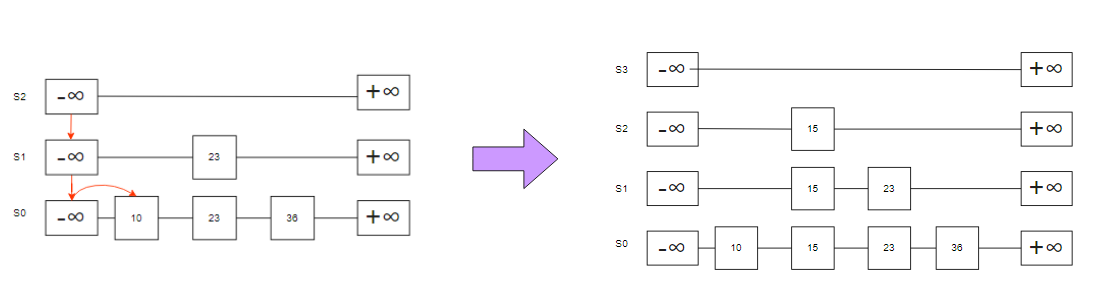 S2 -∞ +∞
S1 -∞ 23 +∞
S0 -∞ 10 23 36 +∞
S3 -∞ +∞
S2 -∞ 15 +∞
S1 -∞ 15 23 +∞
S0 -∞ 10 15 23 36 +∞